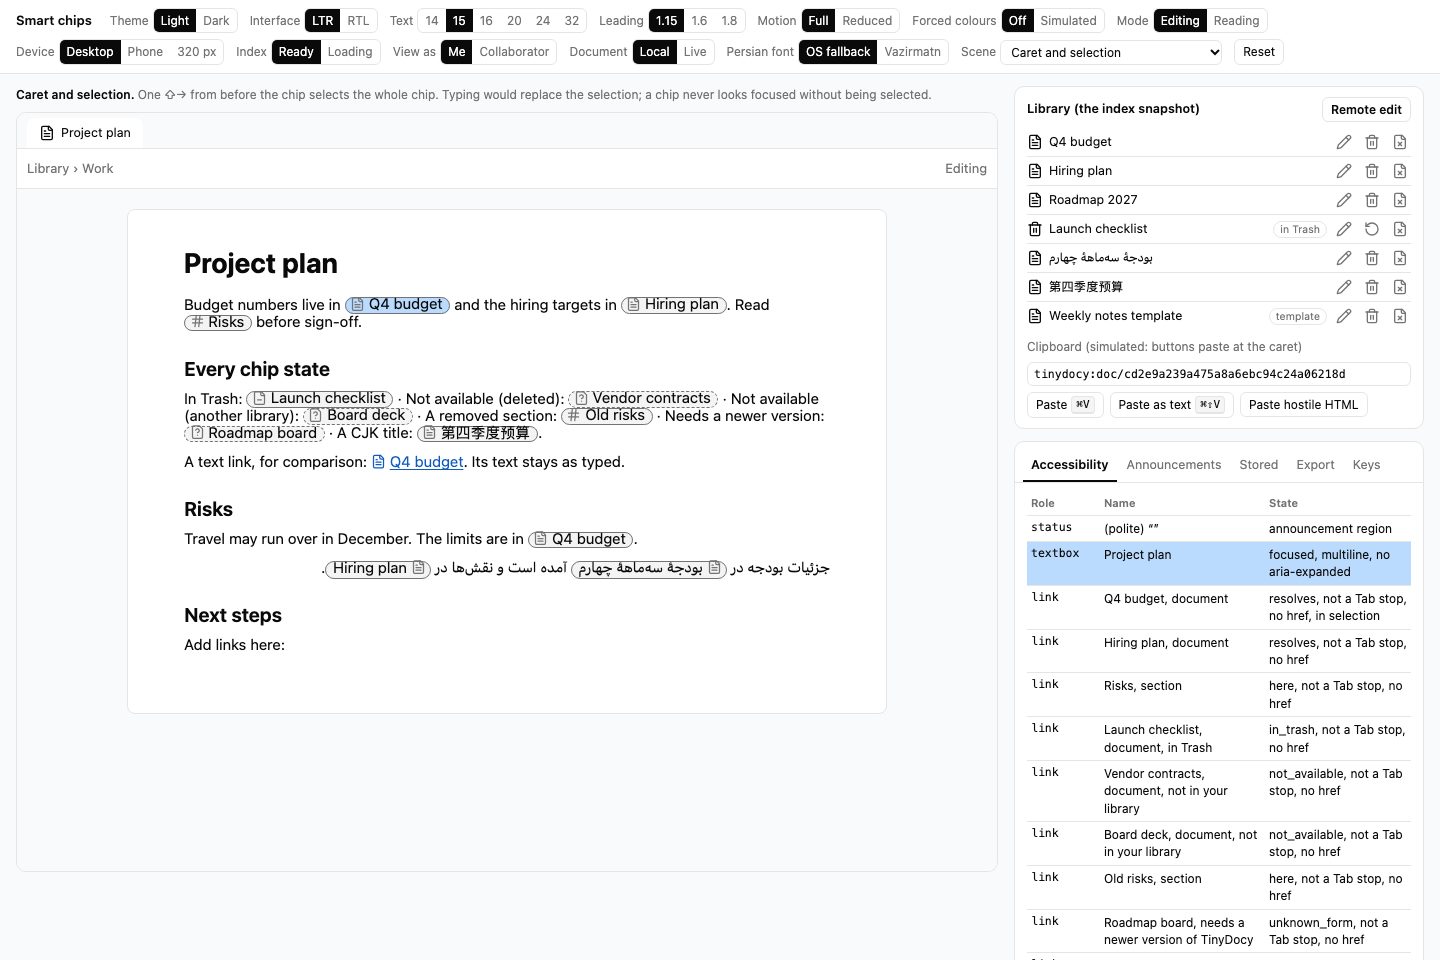 Smart chips Theme Light Dark Interface LTR RTL Text 14 15 16 20 24 32 Leading 1.15 1.6 1.8 Motion Full Reduced Forced colours Off Simulated Mode Editing Reading
Device Desktop Phone 320 px Index Ready Loading View as Me Collaborator Document Local Live Persian font OS fallback Vazirmatn Scene Caret and selection Reset
Caret and selection. One ⇧→ from before the chip selects the whole chip. Typing would replace the selection; a chip never looks focused without being selected.
Project plan
Library › Work Editing
Project plan
Budget numbers live in Q4 budget and the hiring targets in Hiring plan. Read
# Risks before sign-off.
Every chip state
In Trash: Launch checklist · Not available (deleted): Vendor contracts · Not available
(another library): Board deck · A removed section: # Old risks · Needs a newer version:
Roadmap board · A CJK title: 第四季度预算.
A text link, for comparison: Q4 budget. Its text stays as typed.
Risks
Travel may run over in December. The limits are in Q4 budget.
جزئیات بودجه در بودجهٔ سه‌ماههٔ چهارم آمده است و نقش‌ها در Hiring plan.
Next steps
Add links here:
Library (the index snapshot) Remote edit
Q4 budget
Hiring plan
Roadmap 2027
Launch checklist in Trash
بودجهٔ سه‌ماههٔ چهارم
第四季度预算
Weekly notes template template
Clipboard (simulated: buttons paste at the caret)
tinydocy:doc/cd2e9a239a475a8a6ebc94c24a06218d
Paste ⌘V Paste as text ⌘⇧V Paste hostile HTML
Accessibility Announcements Stored Export Keys
Role Name State
status (polite) “” announcement region
textbox Project plan focused, multiline, no
aria-expanded
link Q4 budget, document resolves, not a Tab stop,
no href, in selection
link Hiring plan, document resolves, not a Tab stop,
no href
link Risks, section here, not a Tab stop, no
href
link Launch checklist, in_trash, not a Tab stop,
document, in Trash no href
link Vendor contracts, not_available, not a Tab
document, not in your stop, no href
library
link Board deck, document, not not_available, not a Tab
in your library stop, no href
link Old risks, section here, not a Tab stop, no
href
link Roadmap board, needs a unknown_form, not a
newer version of TinyDocy Tab stop, no href